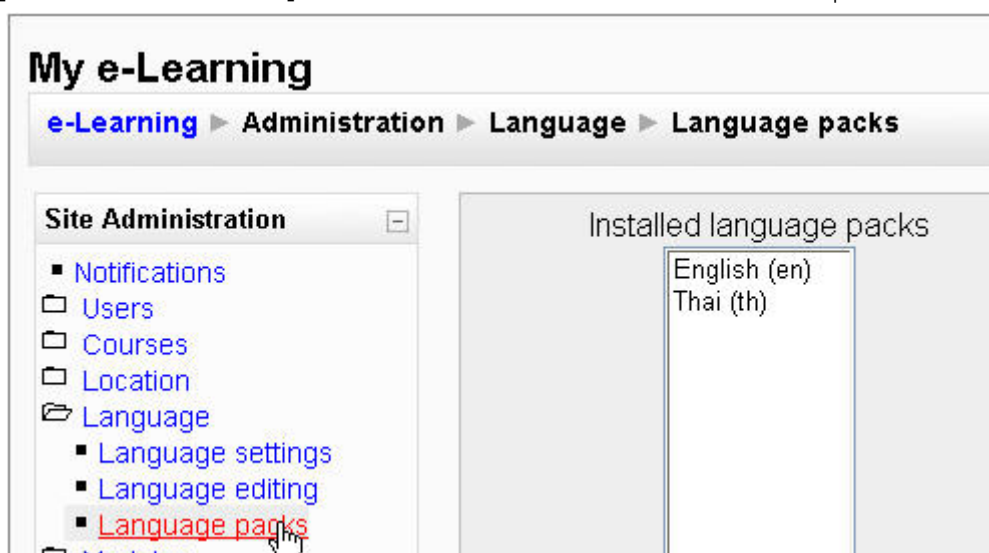 My e-Learning
e-Learning ► Administration ► Language ► Language packs
Site Administration
Notifications
Users
Courses
Location
Language
Language settings
Language editing
Language packs
Installed language packs
English (en)
Thai (th)